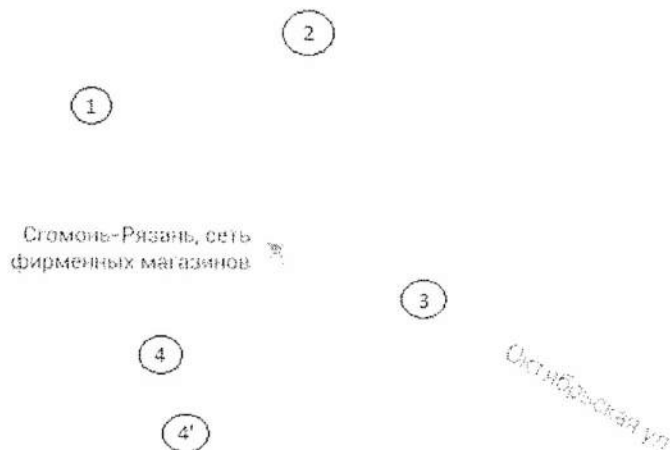 2
1
Сгомонь-Рязань, сеть
фирменных магазинов
3
4
Октябрьская ул
4'